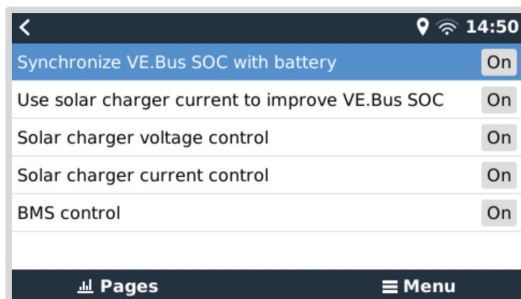 14:50
Synchronize VE.Bus SOC with battery On
Use solar charger current to improve VE.Bus SOC On
Solar charger voltage control On
Solar charger current control On
BMS control On
Pages Menu